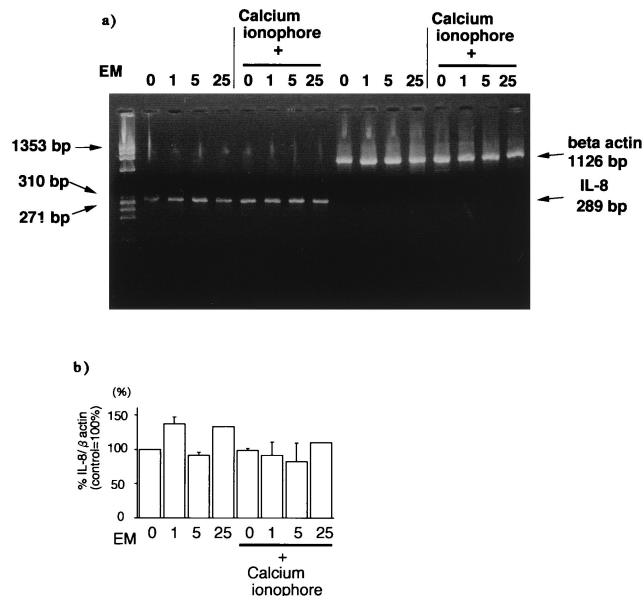 a)
Calcium
ionophore
+
Calcium
ionophore
+
EM 0 1 5 25 0 1 5 25 0 1 5 25 0 1 5 25
1353 bp
310 bp
271 bp
beta actin
1126 bp
IL-8
289 bp
b)
(%)
% IL-8/β actin
(control=100%)
150
100
50
0
EM 0 1 5 25 0 1 5 25
+
Calcium
ionophore